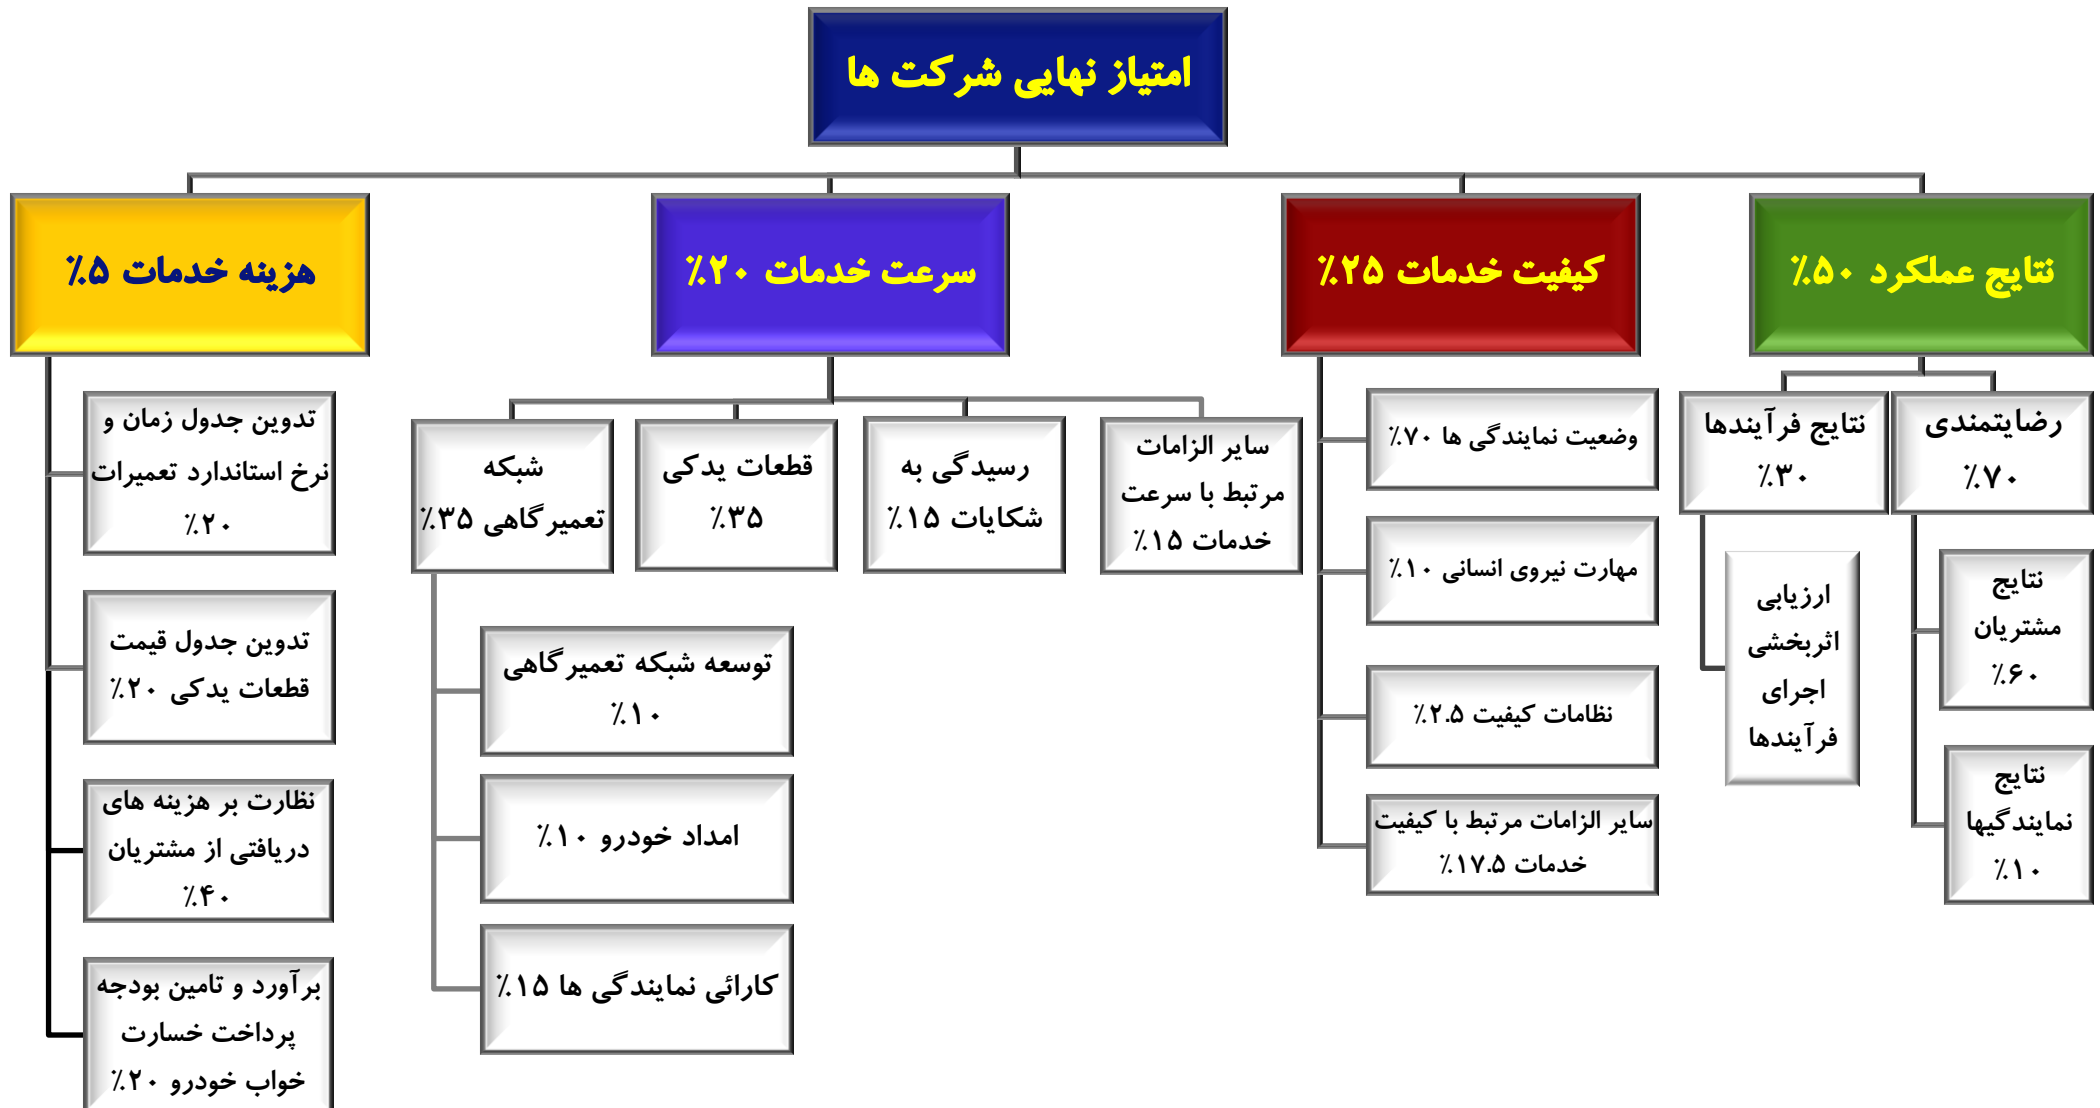 امتیاز نهایی شرکت ها
نتایج عملکرد ۵۰٪
کیفیت خدمات ۲۵٪
سرعت خدمات ۲۰٪
هزینه خدمات ۵٪
رضایتمندی
۷۰٪
نتایج فرآیندها
۳۰٪
نتایج
مشتریان
۶۰٪
نتایج
نمایندگیها
۱۰٪
ارزیابی
اثربخشی
اجرای
فرآیندها
وضعیت نمایندگی ها ۷۰٪
مهارت نیروی انسانی ۱۰٪
نظامات کیفیت ۲.۵٪
سایر الزامات مرتبط با کیفیت
خدمات ۱۷.۵٪
سایر الزامات
مرتبط با سرعت
خدمات ۱۵٪
رسیدگی به
شکایات ۱۵٪
قطعات یدکی
۳۵٪
شبکه
تعمیرگاهی ۳۵٪
توسعه شبکه تعمیرگاهی
۱۰٪
امداد خودرو ۱۰٪
کارائی نمایندگی ها ۱۵٪
تدوین جدول زمان و
نرخ استاندارد تعمیرات
۲۰٪
تدوین جدول قیمت
قطعات یدکی ۲۰٪
نظارت بر هزینه های
دریافتی از مشتریان
۴۰٪
برآورد و تامین بودجه
پرداخت خسارت
خواب خودرو ۲۰٪